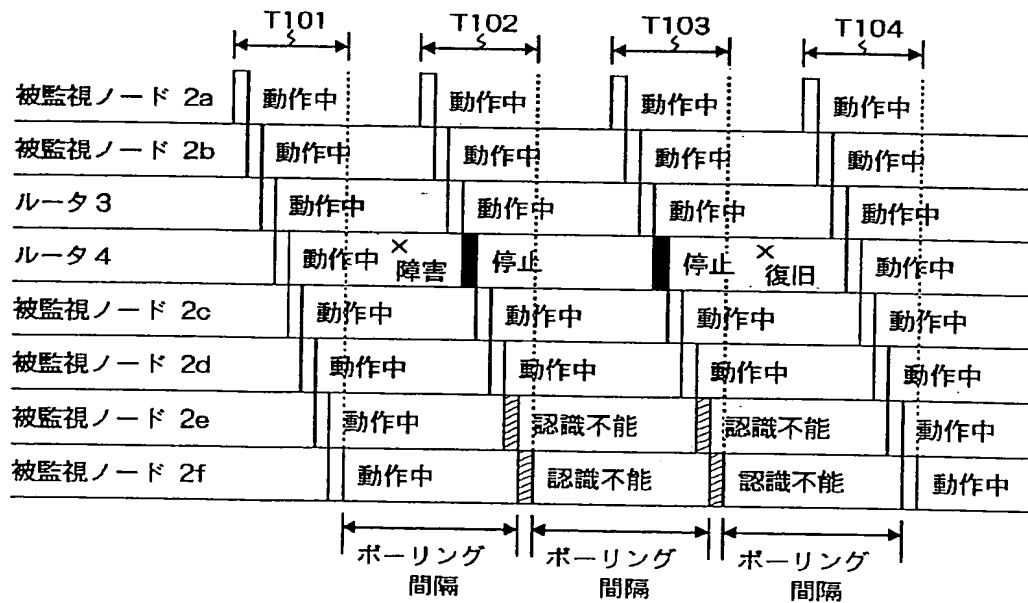 T101 T102 T103 T104
被監視ノード 2a 動作中 動作中 動作中 動作中
被監視ノード 2b 動作中 動作中 動作中 動作中
ルータ3 動作中 動作中 動作中 動作中
ルータ4 動作中 × 障害 停止 停止 × 復旧 動作中
被監視ノード 2c 動作中 動作中 動作中 動作中
被監視ノード 2d 動作中 動作中 動作中 動作中
被監視ノード 2e 動作中 認識不能 認識不能 動作中
被監視ノード 2f 動作中 認識不能 認識不能 動作中
ポーリング ポーリング ポーリング
間隔 間隔 間隔